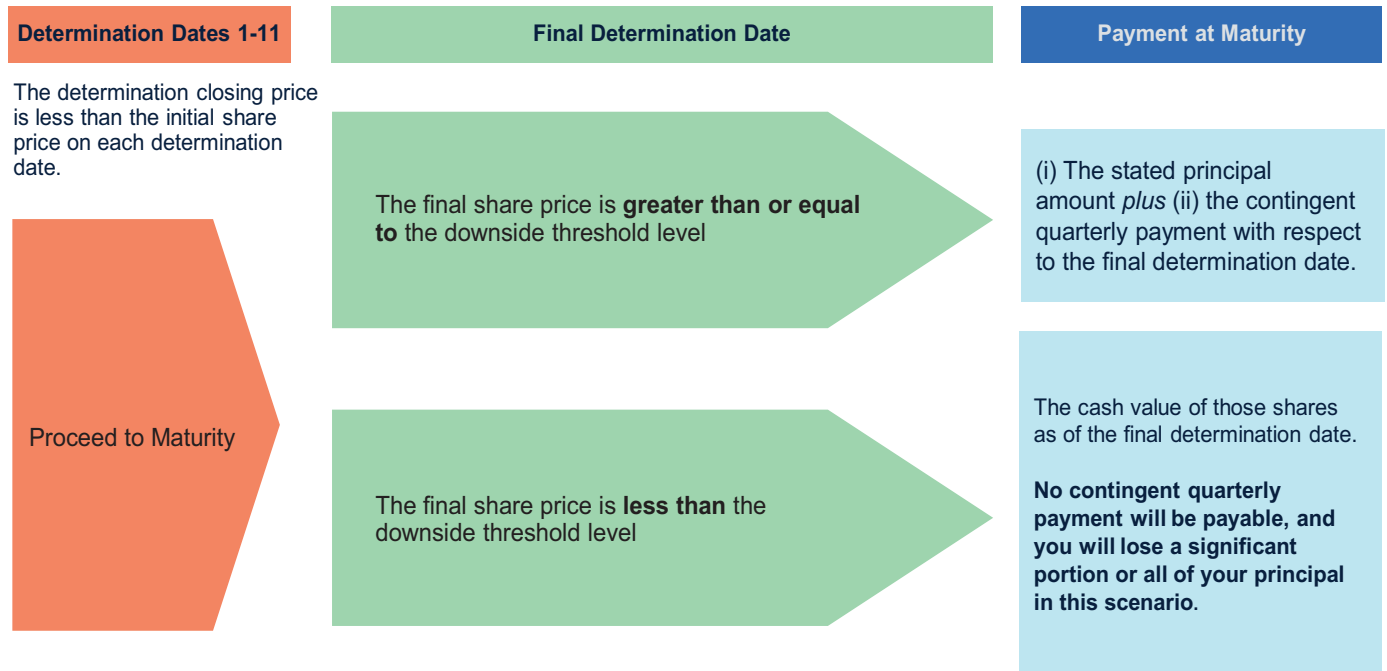 Determination Dates 1-11
Final Determination Date
Payment at Maturity
The determination closing price
is less than the initial share
price on each determination
date.
Proceed to Maturity
The final share price is greater than or equal
to the downside threshold level
(i) The stated principal
amount plus (ii) the contingent
quarterly payment with respect
to the final determination date.
The final share price is less than the
downside threshold level
The cash value of those shares
as of the final determination date.
No contingent quarterly
payment will be payable, and
you will lose a significant
portion or all of your principal
in this scenario.